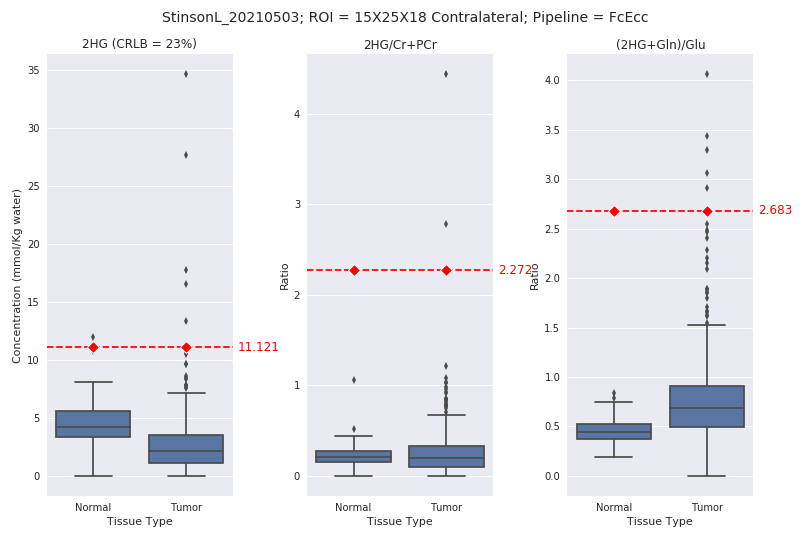 StinsonL_20210503; ROI = 15X25X18 Contralateral; Pipeline = FcEcc
2HG (CRLB = 23%)
2HG/Cr+PCr
(2HG+Gln)/Glu
Concentration (mmol/Kg water)
35
30
25
20
15
10
5
0
11.121
Normal
Tumor
Tissue Type
Ratio
4
3
2
1
0
2.272
Normal
Tumor
Tissue Type
Ratio
4.0
3.5
3.0
2.5
2.0
1.5
1.0
0.5
0.0
2.683
Normal
Tumor
Tissue Type